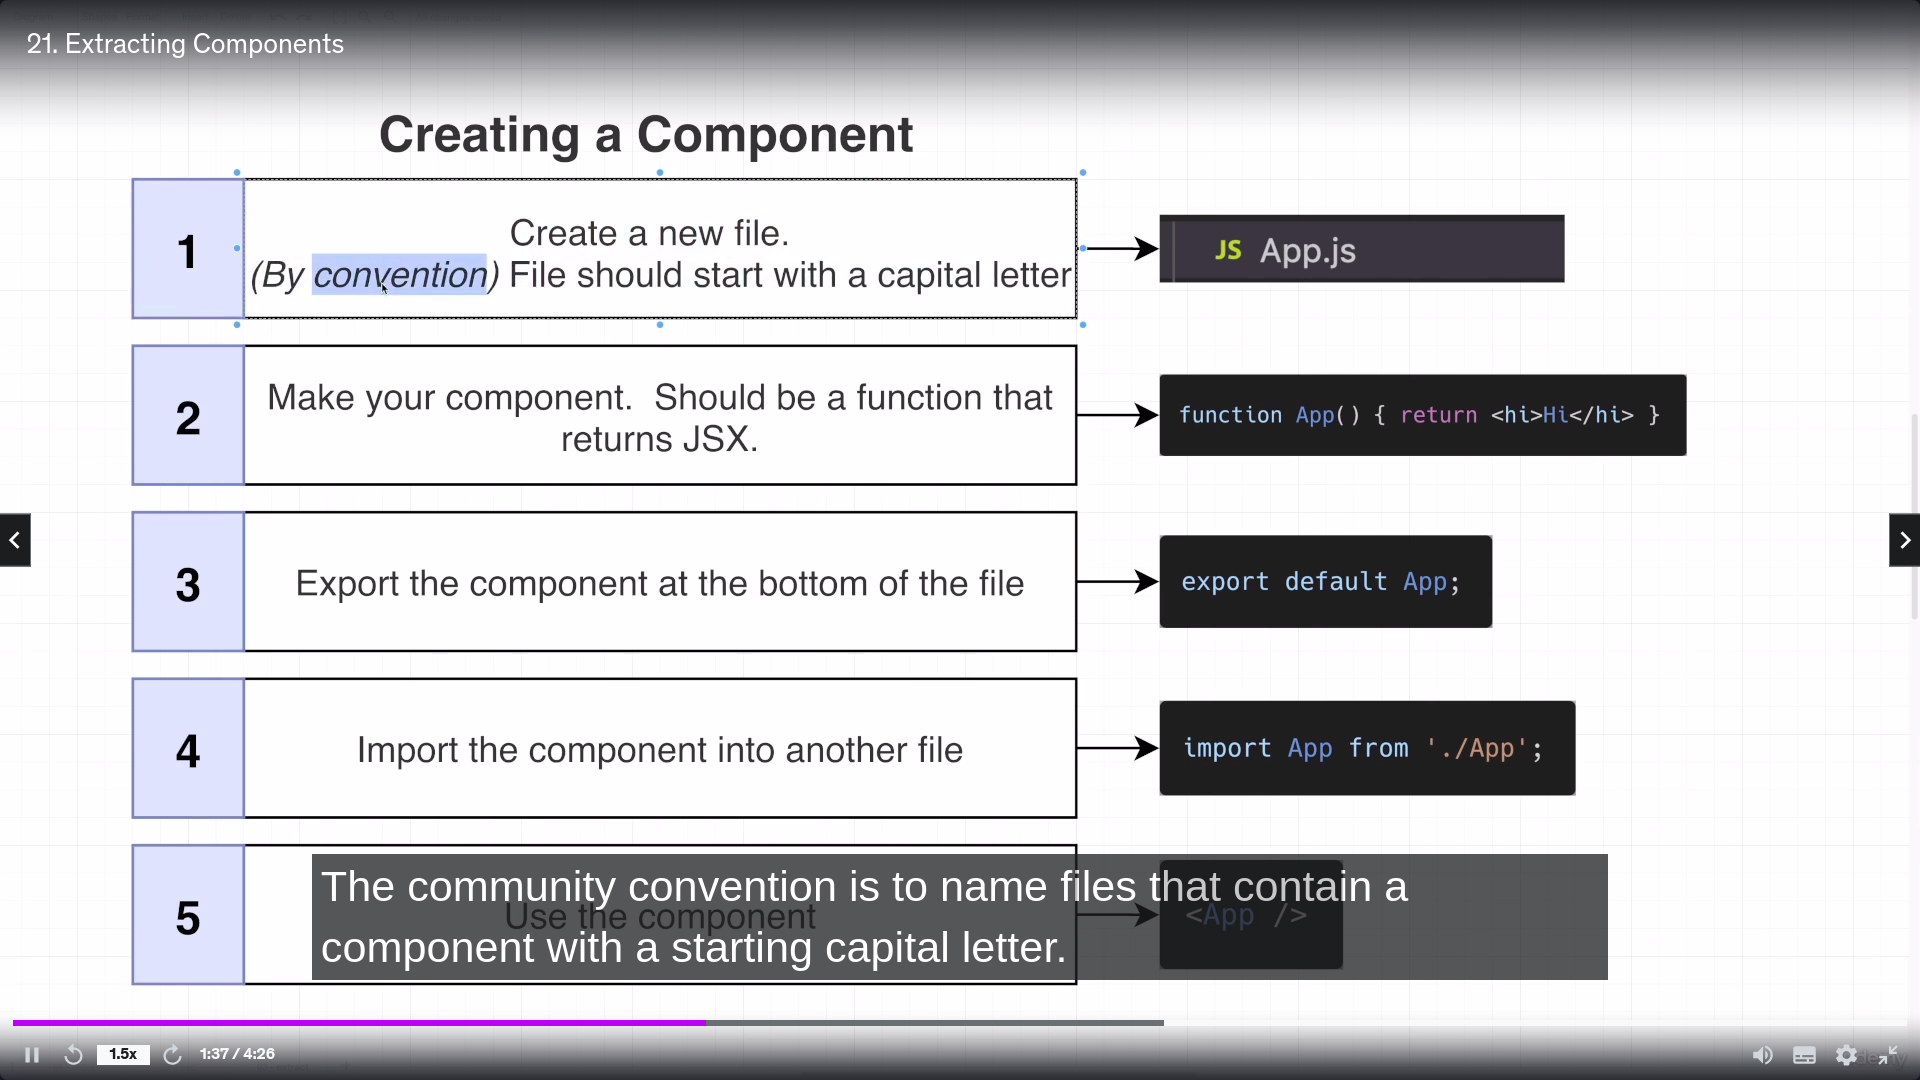 21. Extracting Components
Creating a Component
1
Create a new file.
(By convention) File should start with a capital letter
JS App.js
2
Make your component. Should be a function that
returns JSX.
function App() { return <hi>Hi</hi> }
3
Export the component at the bottom of the file
export default App;
4
Import the component into another file
import App from './App';
5
Use the component
<App />
The community convention is to name files that contain a
component with a starting capital letter.
1.5x
1:37 / 4:26